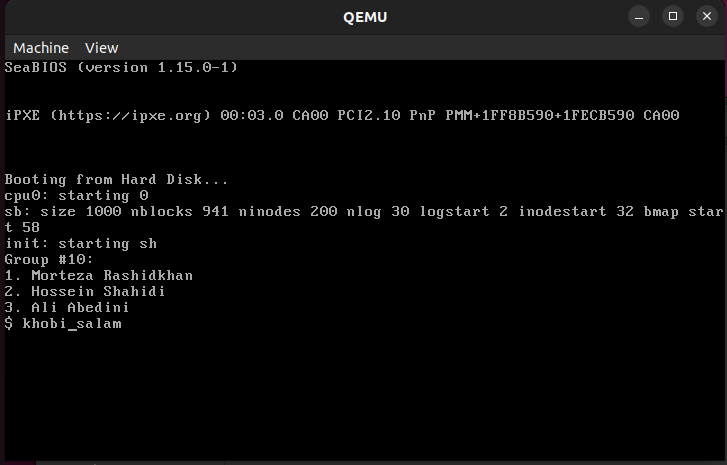 QEMU
Machine View
SeaBIOS (version 1.15.0-1)
iPXE (https://ipxe.org) 00:03.0 CA00 PCI2.10 PnP PMM+1FF8B590+1FECB590 CA00
Booting from Hard Disk...
cpu0: starting 0
sb: size 1000 nblocks 941 ninodes 200 nlog 30 logstart 2 inodestart 32 bmap star
t 58
init: starting sh
Group #10:
1. Morteza Rashidkhan
2. Hossein Shahidi
3. Ali Abedini
$ khobi_salam